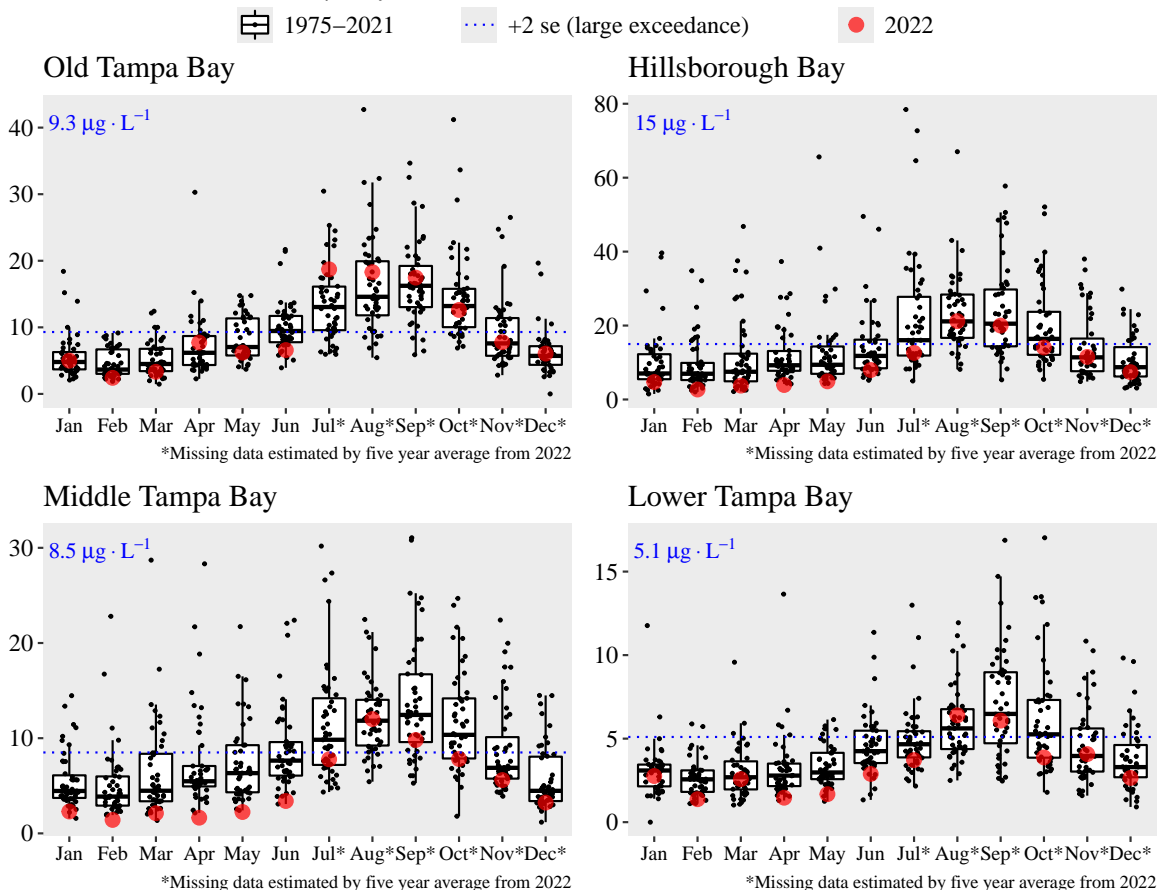 1975–2021 +2 se (large exceedance) 2022
Old Tampa Bay
9.3 μg · L−1
40
30
20
10
0
Jan Feb Mar Apr May Jun Jul* Aug* Sep* Oct* Nov* Dec*
*Missing data estimated by five year average from 2022
Hillsborough Bay
15 μg · L−1
80
60
40
20
0
Jan Feb Mar Apr May Jun Jul* Aug* Sep* Oct* Nov* Dec*
*Missing data estimated by five year average from 2022
Middle Tampa Bay
8.5 μg · L−1
30
20
10
0
Jan Feb Mar Apr May Jun Jul* Aug* Sep* Oct* Nov* Dec*
*Missing data estimated by five year average from 2022
Lower Tampa Bay
5.1 μg · L−1
15
10
5
0
Jan Feb Mar Apr May Jun Jul* Aug* Sep* Oct* Nov* Dec*
*Missing data estimated by five year average from 2022